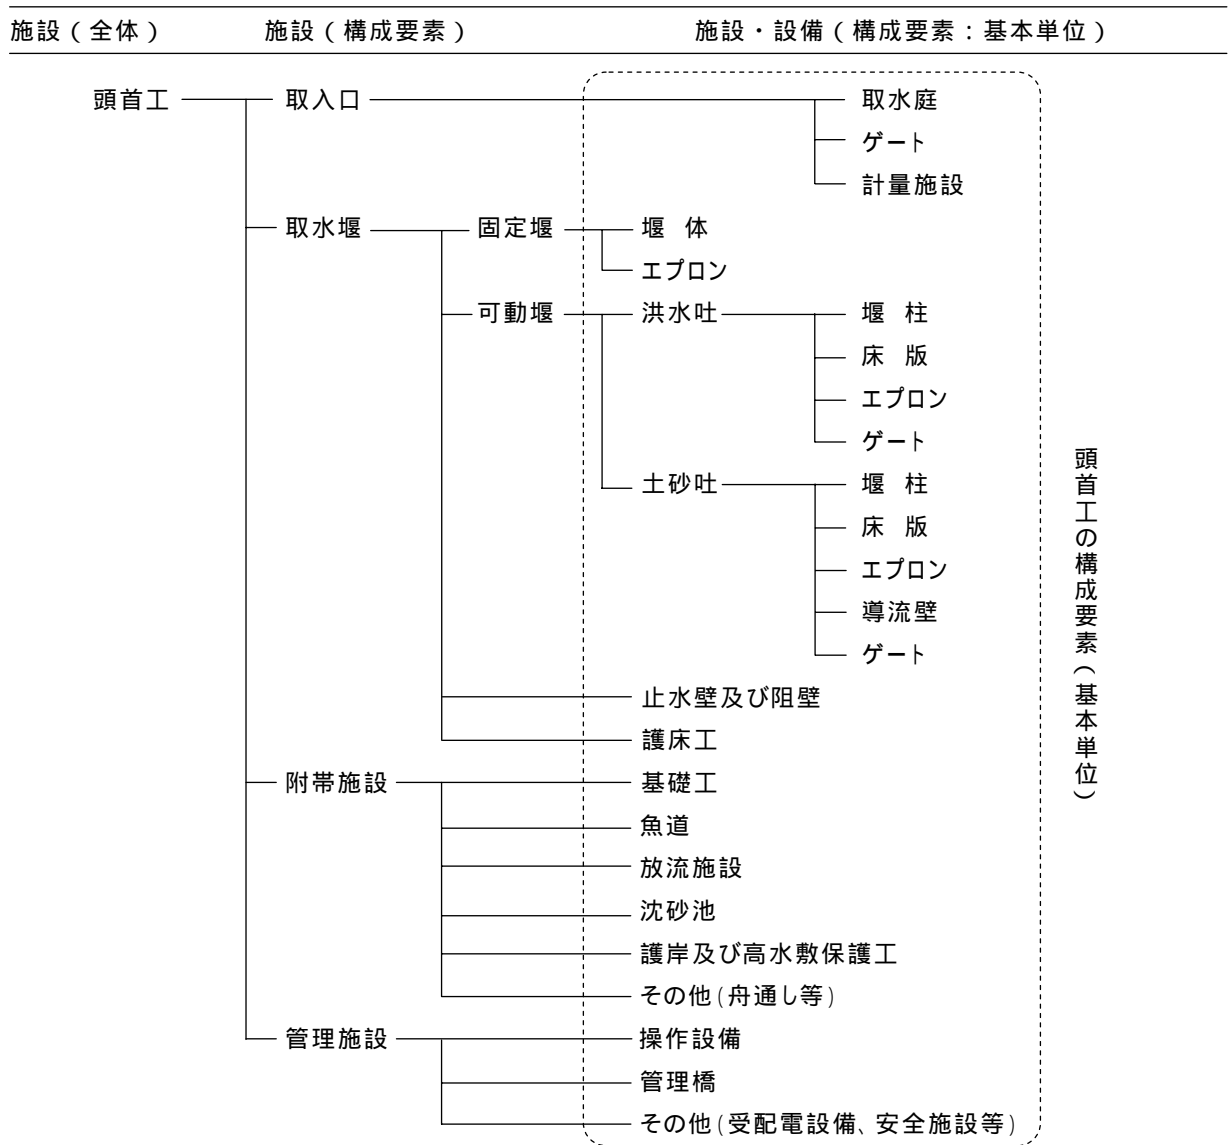 施設(全体) 施設(構成要素) 施設・設備(構成要素:基本単位)
頭首工 取入口 取水庭
ゲート
計量施設
取水堰 固定堰 堰 体
エプロン
可動堰 洪水吐 堰 柱
床 版
エプロン
ゲート
土砂吐 堰 柱
床 版
エプロン
導流壁
ゲート
止水壁及び阻壁
護床工
附帯施設 基礎工
魚道
放流施設
沈砂池
護岸及び高水敷保護工
その他(舟通し等)
管理施設 操作設備
管理橋
その他(受配電設備、安全施設等)
頭首工の構成要素(基本単位)